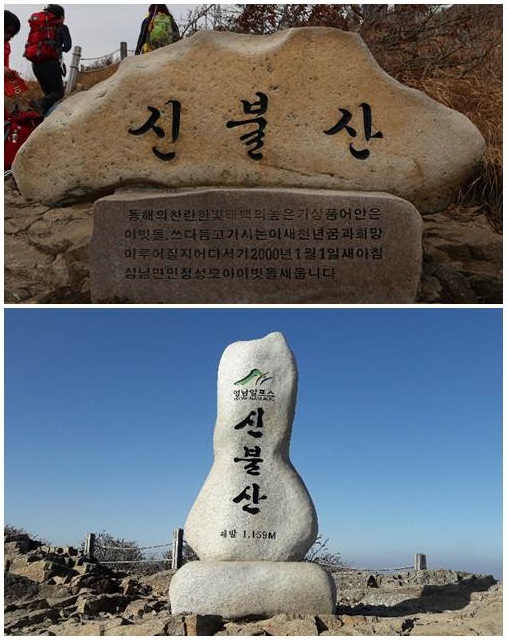 신불산
동해의찬란한빛태백의높은기상품어안은
이빗돌,쓰다듬고가시는이새천년꿈과희망
이루어질지어다서기2000년1월1일새아침
삼남면민정성모아이빗돌세웁니다
영남알프스
신불산
해발 1,159M